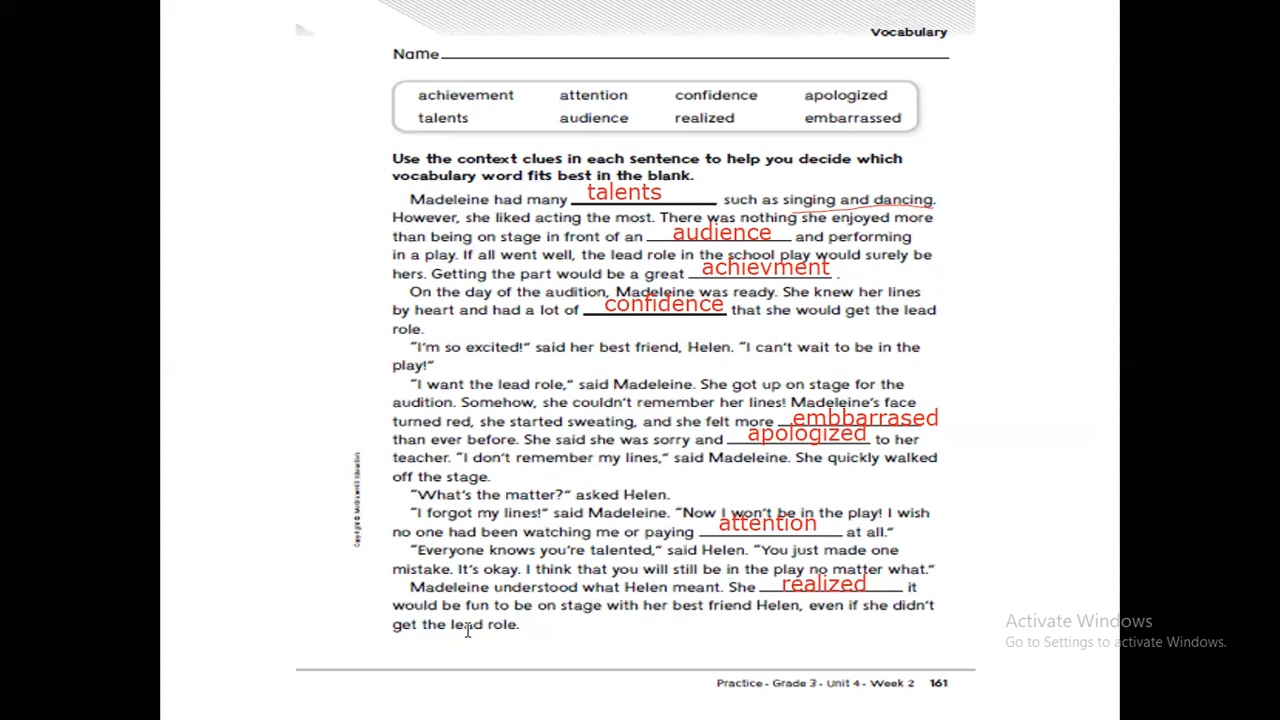 Vocabulary
Name
achievement attention confidence apologized
talents audience realized embarrassed
Use the context clues in each sentence to help you decide which
vocabulary word fits best in the blank.
Madeleine had many talents such as singing and dancing.
However, she liked acting the most. There was nothing she enjoyed more
than being on stage in front of an audience and performing
in a play. If all went well, the lead role in the school play would surely be
hers. Getting the part would be a great achievment .
On the day of the audition, Madeleine was ready. She knew her lines
by heart and had a lot of confidence that she would get the lead
role.
"I'm so excited!" said her best friend, Helen. "I can't wait to be in the
play!"
"I want the lead role," said Madeleine. She got up on stage for the
audition. Somehow, she couldn't remember her lines! Madeleine's face
turned red, she started sweating, and she felt more embbarrased
than ever before. She said she was sorry and apologized to her
teacher. "I don't remember my lines," said Madeleine. She quickly walked
off the stage.
"What's the matter?" asked Helen.
"I forgot my lines!" said Madeleine. "Now I won't be in the play! I wish
no one had been watching me or paying attention at all."
"Everyone knows you're talented," said Helen. "You just made one
mistake. It's okay. I think that you will still be in the play no matter what."
Madeleine understood what Helen meant. She realized it
would be fun to be on stage with her best friend Helen, even if she didn't
get the lead role.
Copyright © McGraw-Hill Education
Activate Windows
Go to Settings to activate Windows.
Practice - Grade 3 - Unit 4 - Week 2 161